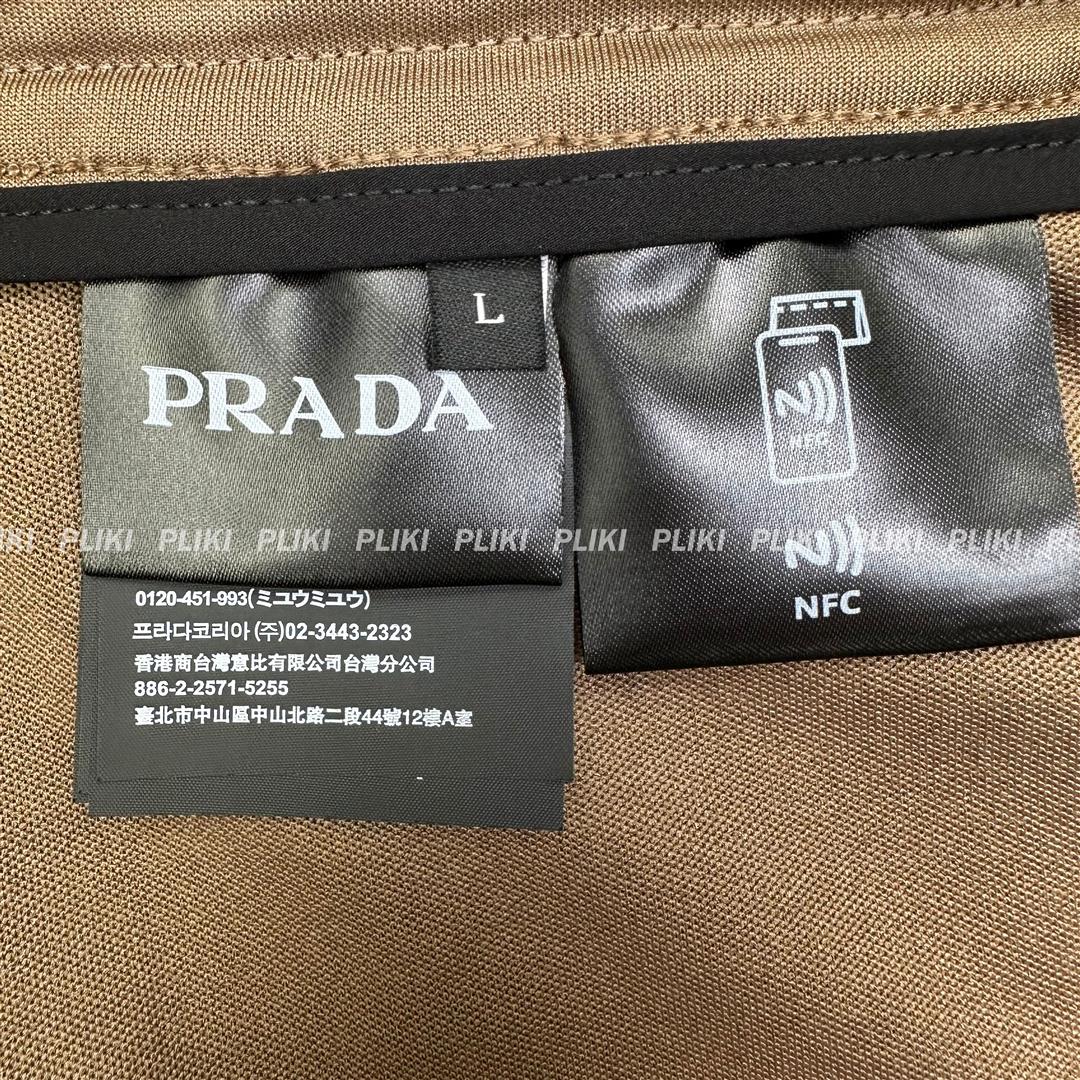 L
PRADA
NFC
PLIKI PLIKI PLIKI PLIKI PLIKI PLIKI PLIKI PLIKI PLIKI PLIKI
NFC
0120-451-993(ミユウミユウ)
프라다코리아 (주)02-3443-2323
香港商台灣意比有限公司台灣分公司
886-2-2571-5255
臺北市中山區中山北路二段44號12樓A室